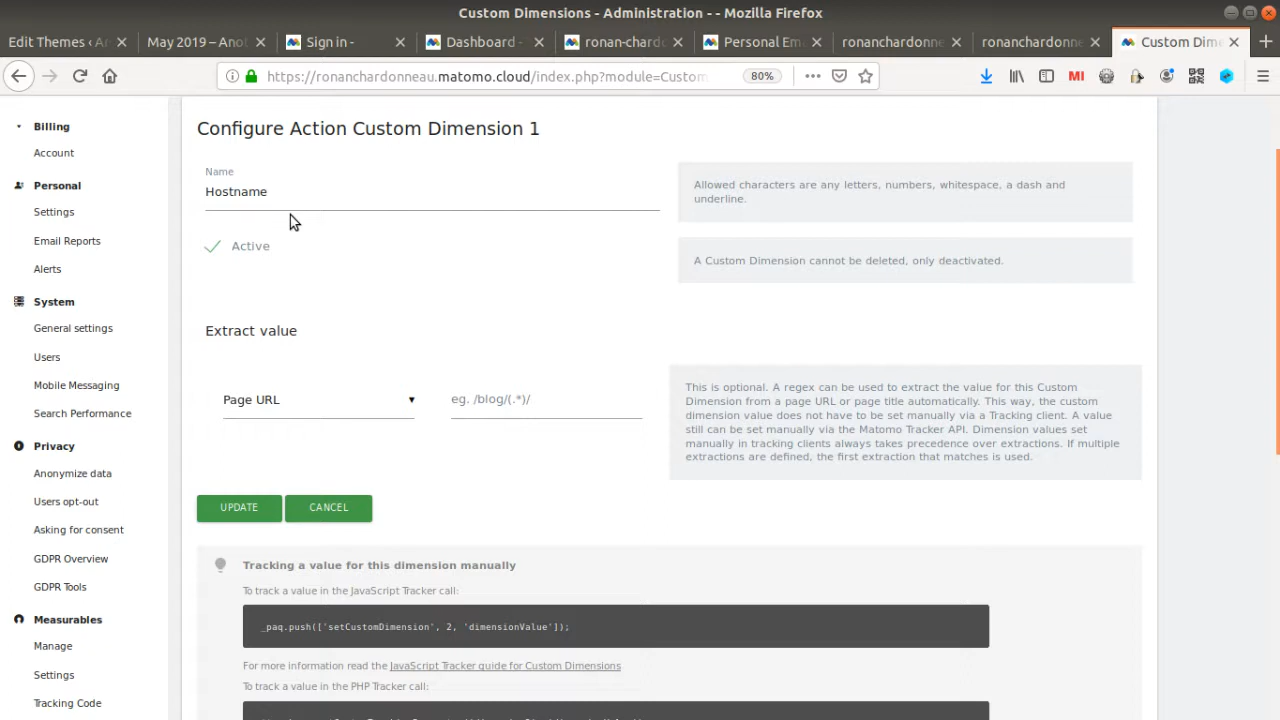 Custom Dimensions - Administration - - Mozilla Firefox
Edit Themes ‹ An
May 2019 – Anot
Sign in -
Dashboard -
ronan-chardo
Personal Em
ronanchardonne
ronanchardonn
Custom Dime
https://ronanchardonneau.matomo.cloud/index.php?module=Custom
80%
MI
Billing
Account
Personal
Settings
Email Reports
Alerts
System
General settings
Users
Mobile Messaging
Search Performance
Privacy
Anonymize data
Users opt-out
Asking for consent
GDPR Overview
GDPR Tools
Measurables
Manage
Settings
Tracking Code
Configure Action Custom Dimension 1
Name
Hostname
Allowed characters are any letters, numbers, whitespace, a dash and
underline.
Active
A Custom Dimension cannot be deleted, only deactivated.
Extract value
Page URL
eg. /blog/(.*)/
This is optional. A regex can be used to extract the value for this Custom
Dimension from a page URL or page title automatically. This way, the custom
dimension value does not have to be set manually via a Tracking client. A value
still can be set manually via the Matomo Tracker API. Dimension values set
manually in tracking clients always takes precedence over extractions. If multiple
extractions are defined, the first extraction that matches is used.
UPDATE
CANCEL
Tracking a value for this dimension manually
To track a value in the JavaScript Tracker call:
_paq.push(['setCustomDimension', 2, 'dimensionValue']);
For more information read the JavaScript Tracker guide for Custom Dimensions
To track a value in the PHP Tracker call: